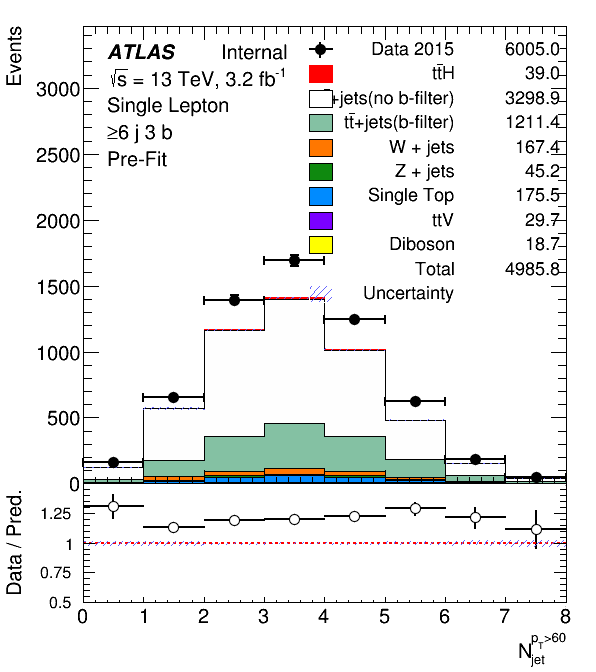 Events
ATLAS Internal
√s = 13 TeV, 3.2 fb-1
Single Lepton
≥6 j 3 b
Pre-Fit
Data 2015 6005.0
tt̄H 39.0
+jets(no b-filter) 3298.9
tt̄+jets(b-filter) 1211.4
W + jets 167.4
Z + jets 45.2
Single Top 175.5
ttV 29.7
Diboson 18.7
Total 4985.8
Uncertainty
3000
2500
2000
1500
1000
500
0
Data / Pred.
1.25
1
0.75
0.5
0 1 2 3 4 5 6 7 8
N jet pT>60